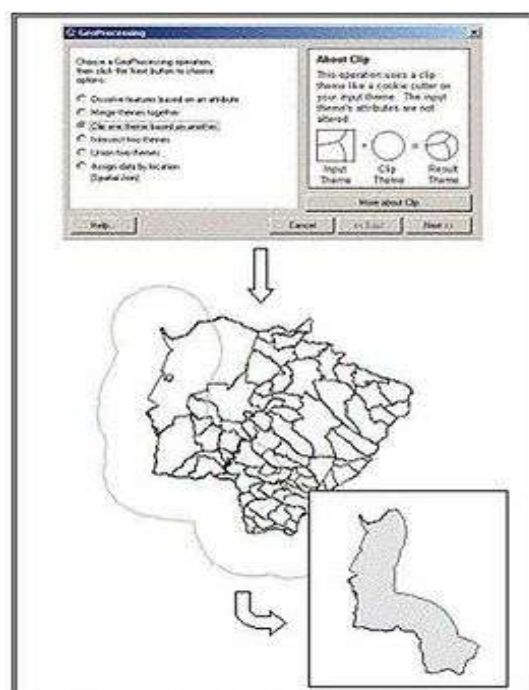 GeoProcessing
Choose a GeoProcessing operation,
then click the Next button to choose
options:
Dissolve features based on an attribute
Merge themes together
Clip one theme based on another
Intersect two themes
Union two themes
Assign data by location
(Spatial Join)
About Clip
This operation uses a clip
theme like a cookie cutter on
your input theme. The input
theme's attributes are not
altered.
+ =
Input Theme
Clip Theme
Result Theme
More about Clip
Help...
Cancel
<< Back
Next >>